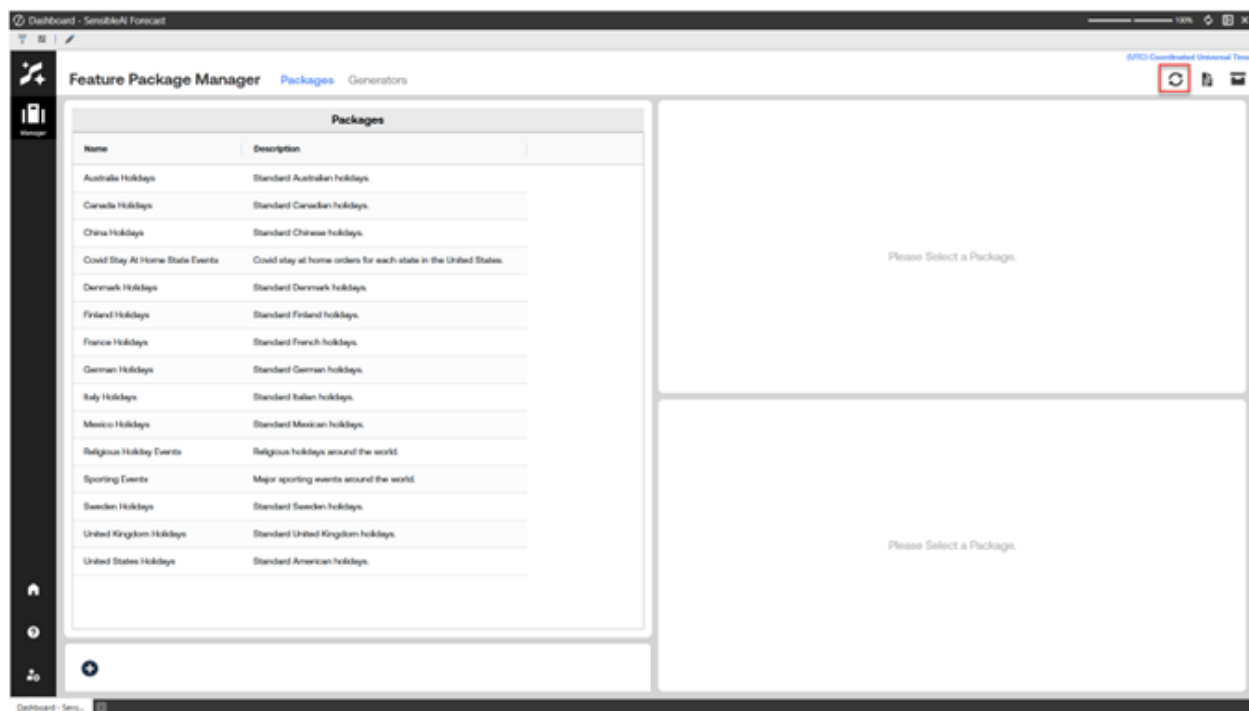 Dashboard - SensibleAI Forecast
100%
(UTC) Coordinated Universal Time
Feature Package Manager Packages Generators
Manager
Packages
Name Description
Australia Holidays Standard Australian holidays.
Canada Holidays Standard Canadian holidays.
China Holidays Standard Chinese holidays.
Covid Stay At Home State Events Covid stay at home orders for each state in the United States.
Denmark Holidays Standard Denmark holidays.
Finland Holidays Standard Finland holidays.
France Holidays Standard French holidays.
German Holidays Standard German holidays.
Italy Holidays Standard Italian holidays.
Mexico Holidays Standard Mexican holidays.
Religious Holiday Events Religious holidays around the world.
Sporting Events Major sporting events around the world.
Sweden Holidays Standard Sweden holidays.
United Kingdom Holidays Standard United Kingdom holidays.
United States Holidays Standard American holidays.
Please Select a Package.
Please Select a Package.
Dashboard - Sens...